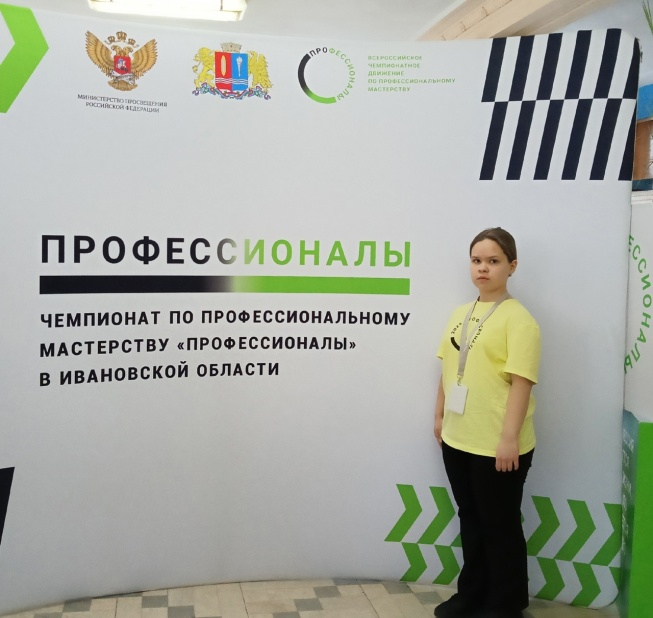 МИНИСТЕРСТВО ПРОСВЕЩЕНИЯ
РОССИЙСКОЙ ФЕДЕРАЦИИ
ПРОФЕССИОНАЛЫ
ВСЕРОССИЙСКОЕ
ЧЕМПИОНАТНОЕ
ДВИЖЕНИЕ
ПО ПРОФЕССИОНАЛЬНОМУ
МАСТЕРСТВУ
ПРОФЕССИОНАЛЫ
ЧЕМПИОНАТ ПО ПРОФЕССИОНАЛЬНОМУ
МАСТЕРСТВУ «ПРОФЕССИОНАЛЫ»
В ИВАНОВСКОЙ ОБЛАСТИ
ЕССИОНАЛЫ